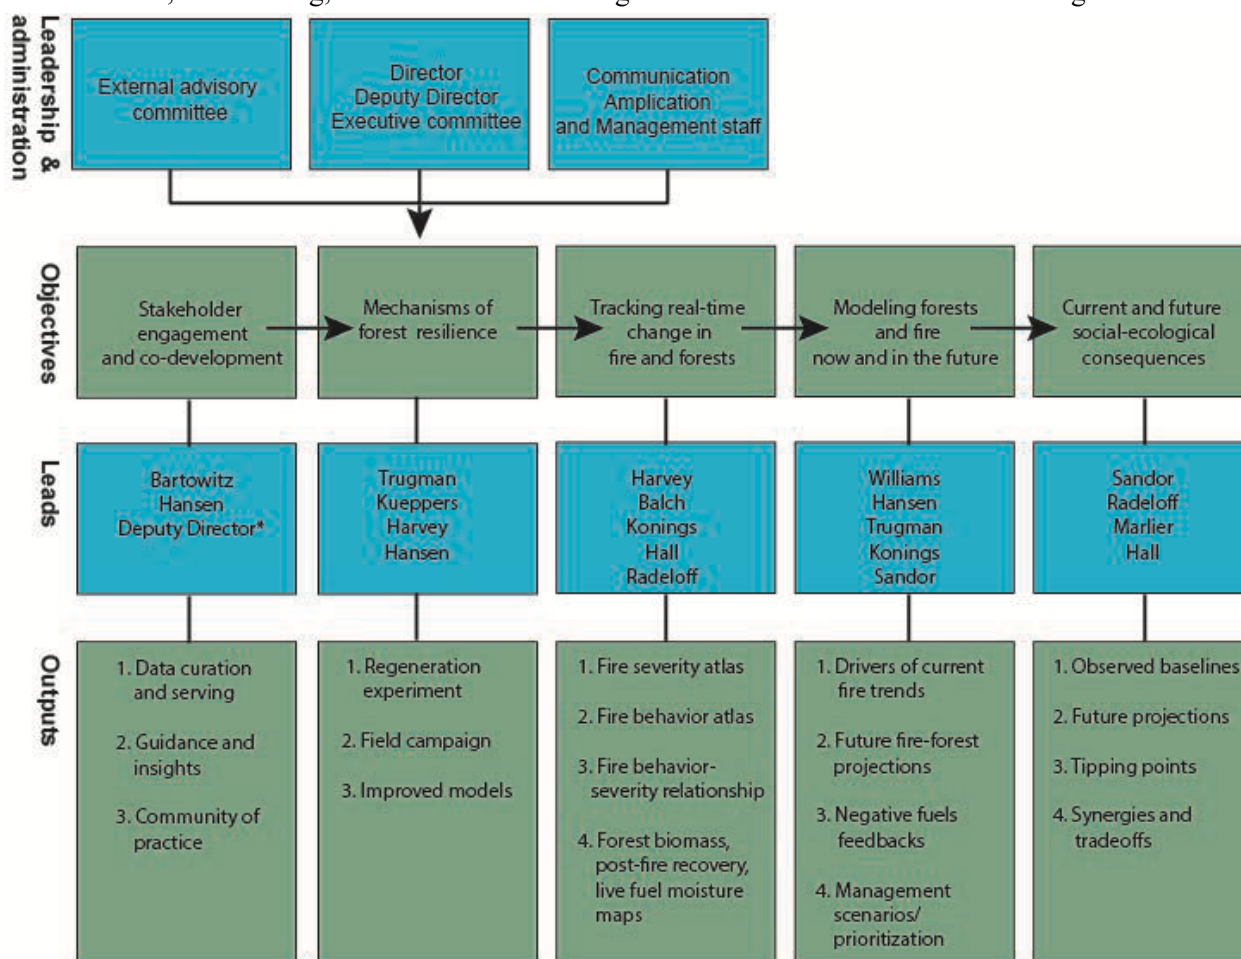 Leadership &
administration
External advisory
committee
Director
Deputy Director
Executive committee
Communication
Amplication
and Management staff
Objectives
Stakeholder
engagement
and co-development
Mechanisms of
forest resilience
Tracking real-time
change in
fire and forests
Modeling forests
and fire
now and in the future
Current and future
social-ecological
consequences
Leads
Bartowitz
Hansen
Deputy Director*
Trugman
Kueppers
Harvey
Hansen
Harvey
Balch
Konings
Hall
Radeloff
Williams
Hansen
Trugman
Konings
Sandor
Sandor
Radeloff
Marlier
Hall
Outputs
1. Data curation
and serving
2. Guidance and
insights
3. Community of
practice
1. Regeneration
experiment
2. Field campaign
3. Improved models
1. Fire severity atlas
2. Fire behavior atlas
3. Fire behavior-
severity relationship
4. Forest biomass,
post-fire recovery,
live fuel moisture
maps
1. Drivers of current
fire trends
2. Future fire-forest
projections
3. Negative fuels
feedbacks
4. Management
scenarios/
prioritization
1. Observed baselines
2. Future projections
3. Tipping points
4. Synergies and
tradeoffs